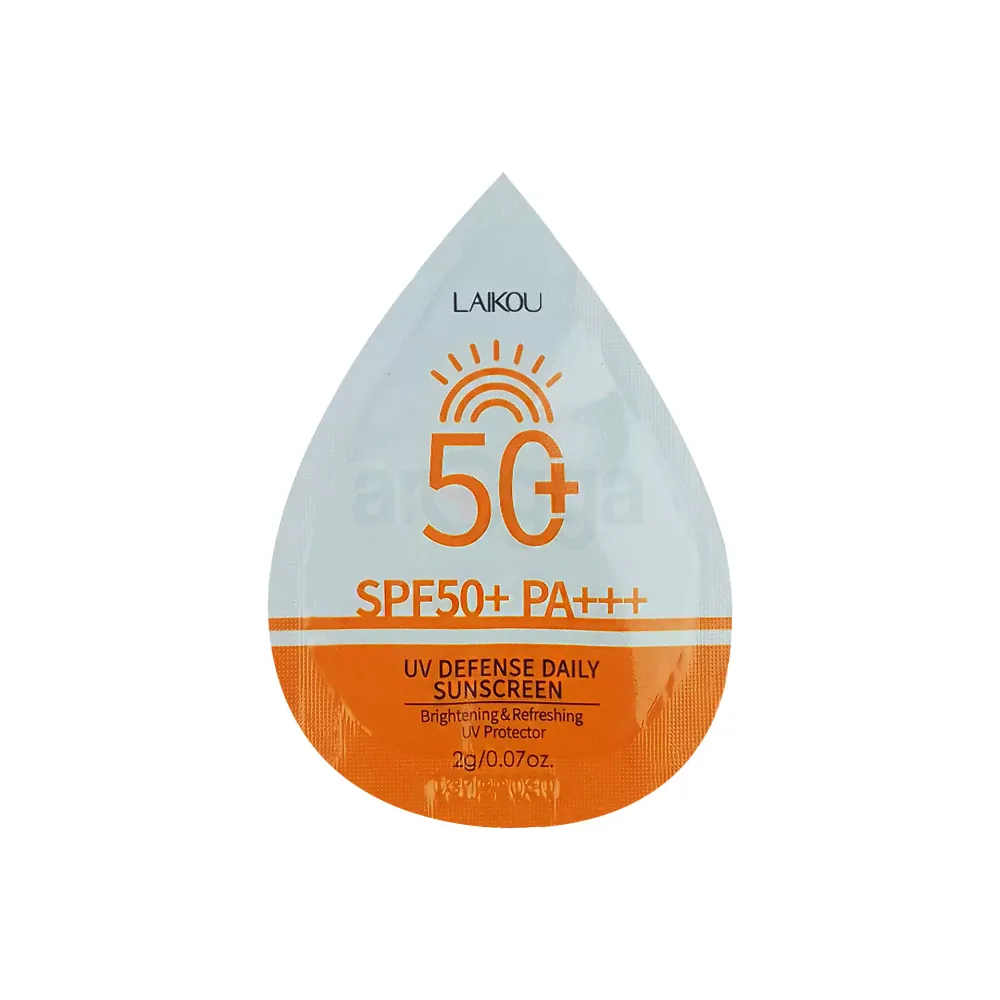 LAIKOU
50+
SPF50+ PA+++
UV DEFENSE DAILY
SUNSCREEN
Brightening & Refreshing
UV Protector
2g/0.07oz.